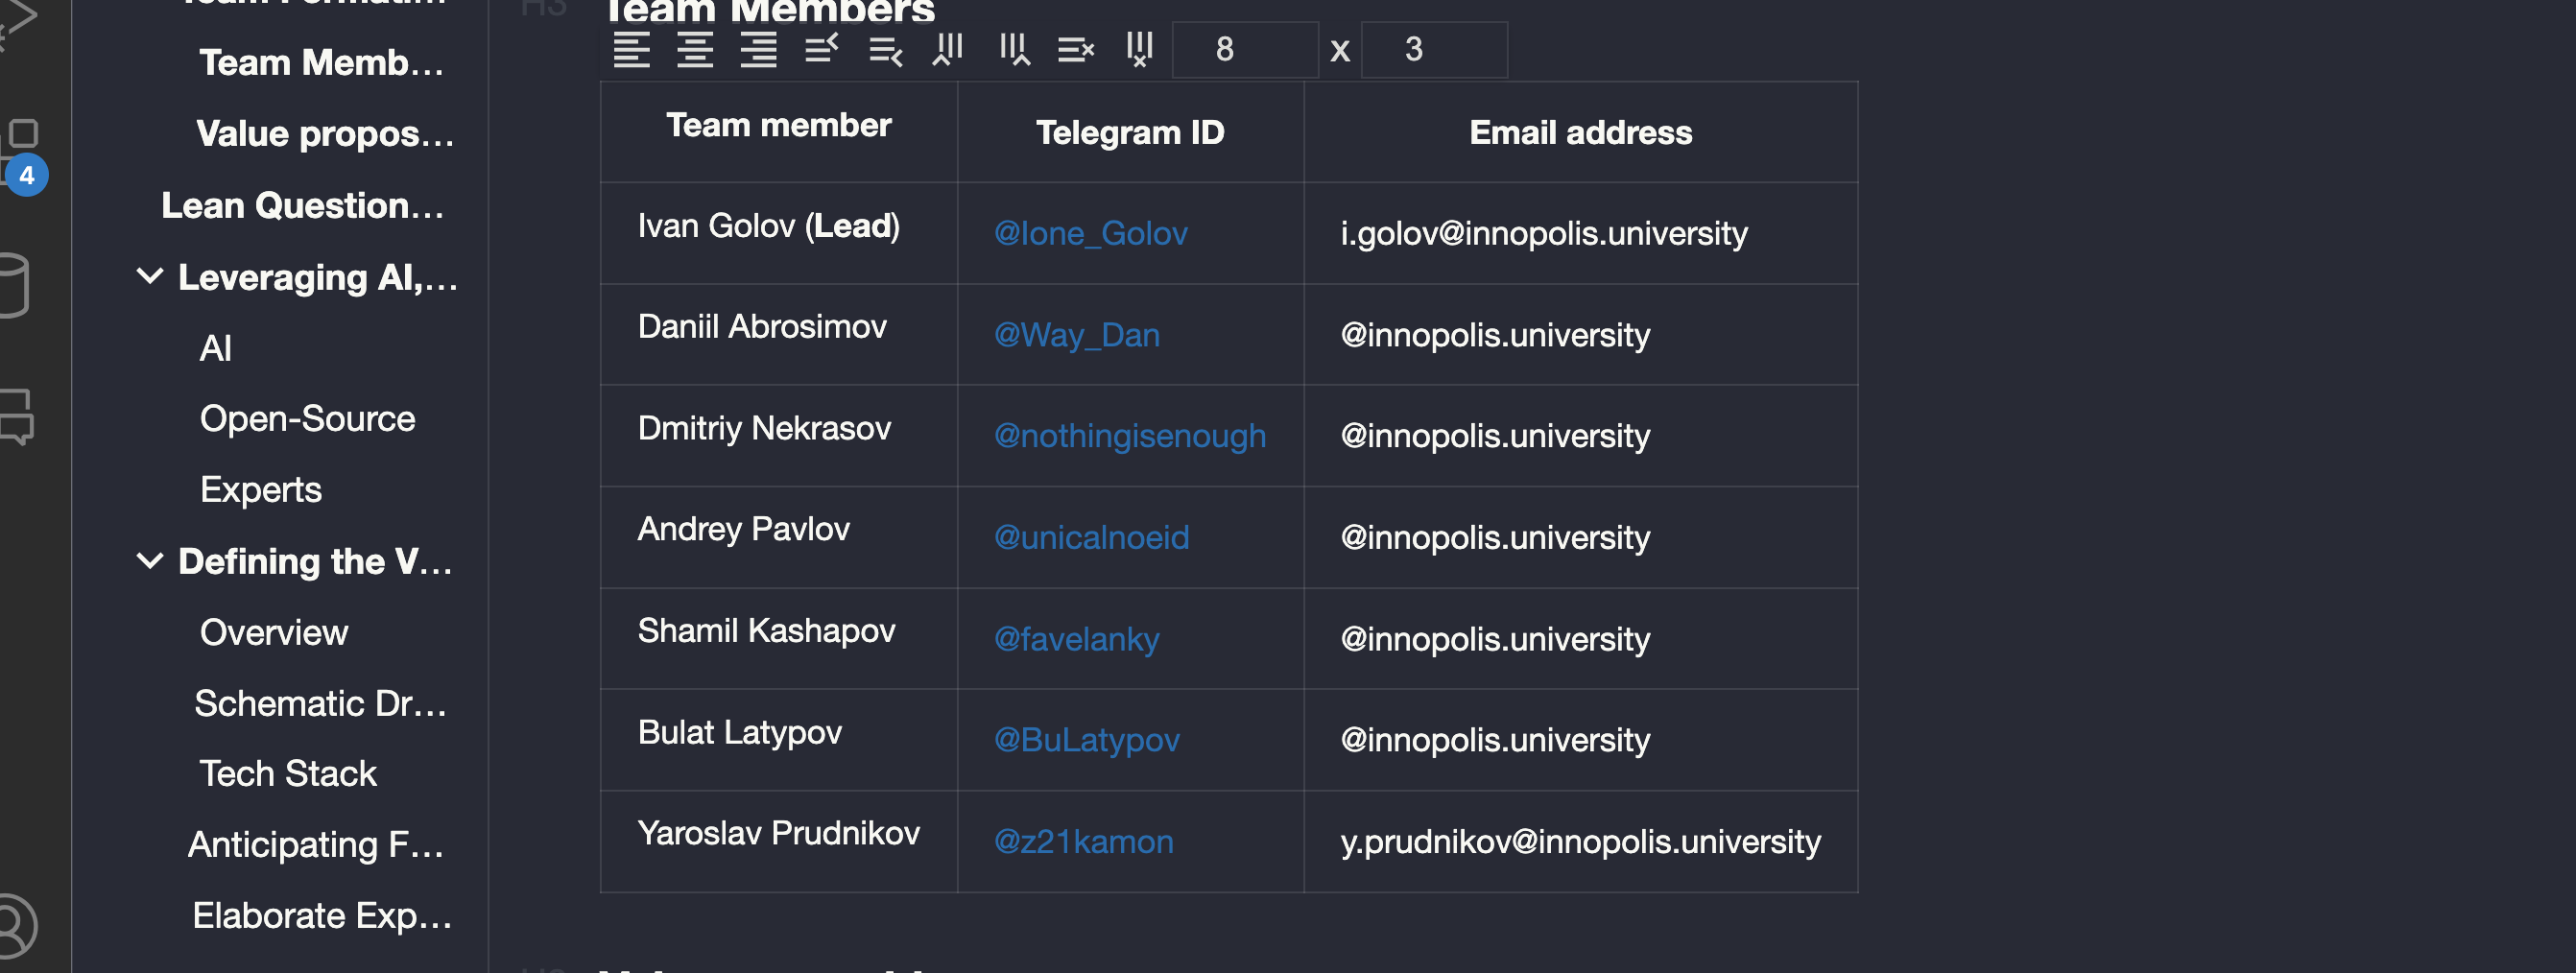 H3 Team Members
8 x 3
Team Memb...
Value propos...
Lean Question...
Leveraging AI,...
AI
Open-Source
Experts
Defining the V...
Overview
Schematic Dr...
Tech Stack
Anticipating F...
Elaborate Exp...
4
Team member Telegram ID Email address
Ivan Golov (Lead) @Ione_Golov i.golov@innopolis.university
Daniil Abrosimov @Way_Dan @innopolis.university
Dmitriy Nekrasov @nothingisenough @innopolis.university
Andrey Pavlov @unicalnoeid @innopolis.university
Shamil Kashapov @favelanky @innopolis.university
Bulat Latypov @BuLatypov @innopolis.university
Yaroslav Prudnikov @z21kamon y.prudnikov@innopolis.university